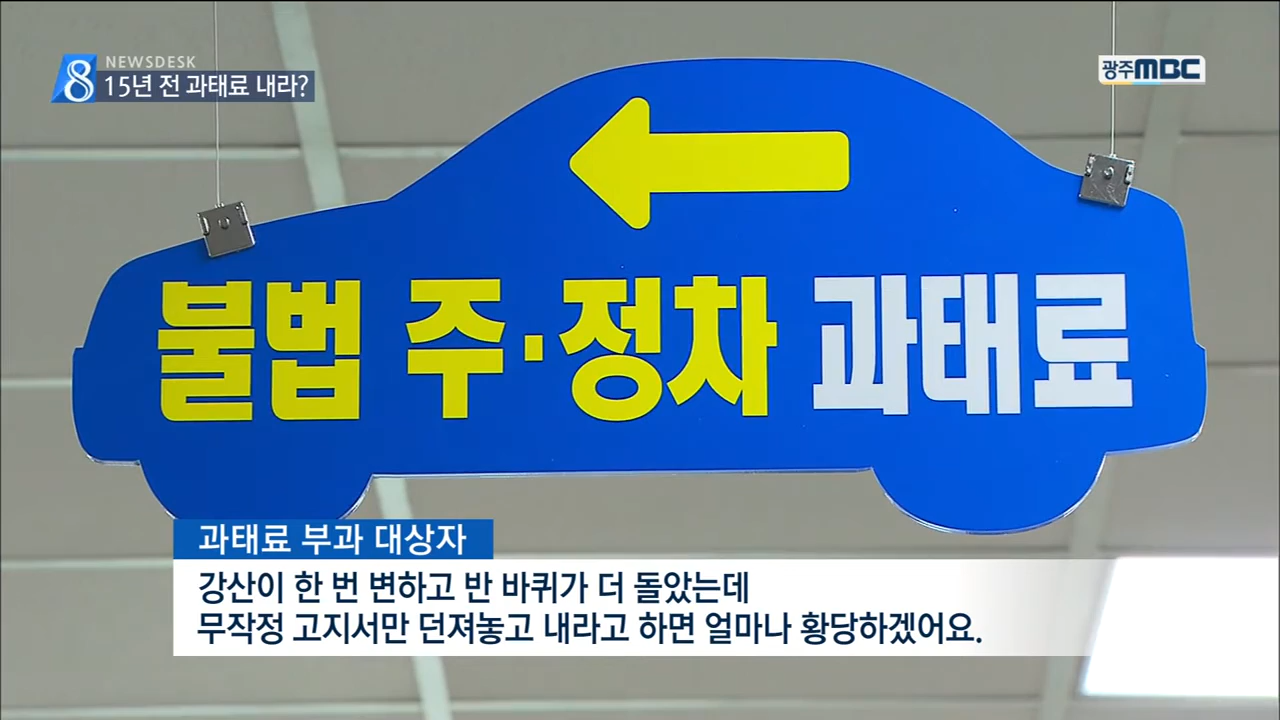 NEWSDESK
8 15년 전 과태료 내라?
광주MBC
불법 주·정차 과태료
과태료 부과 대상자
강산이 한 번 변하고 반 바퀴가 더 돌았는데
무작정 고지서만 던져놓고 내라고 하면 얼마나 황당하겠어요.